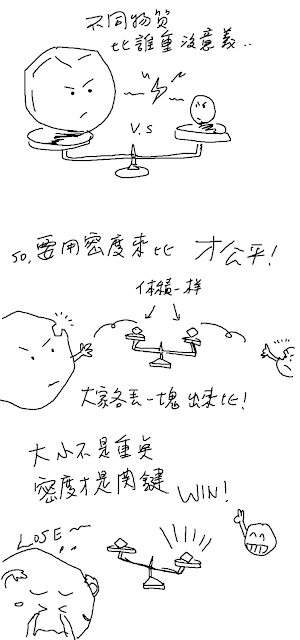 不同物質
比誰重沒意義..
V.S
so,要用密度來比 才公平!
体積一样
大家各丟一塊出來比!
大小不是重點
密度才是関鍵
WIN!
LOSE~